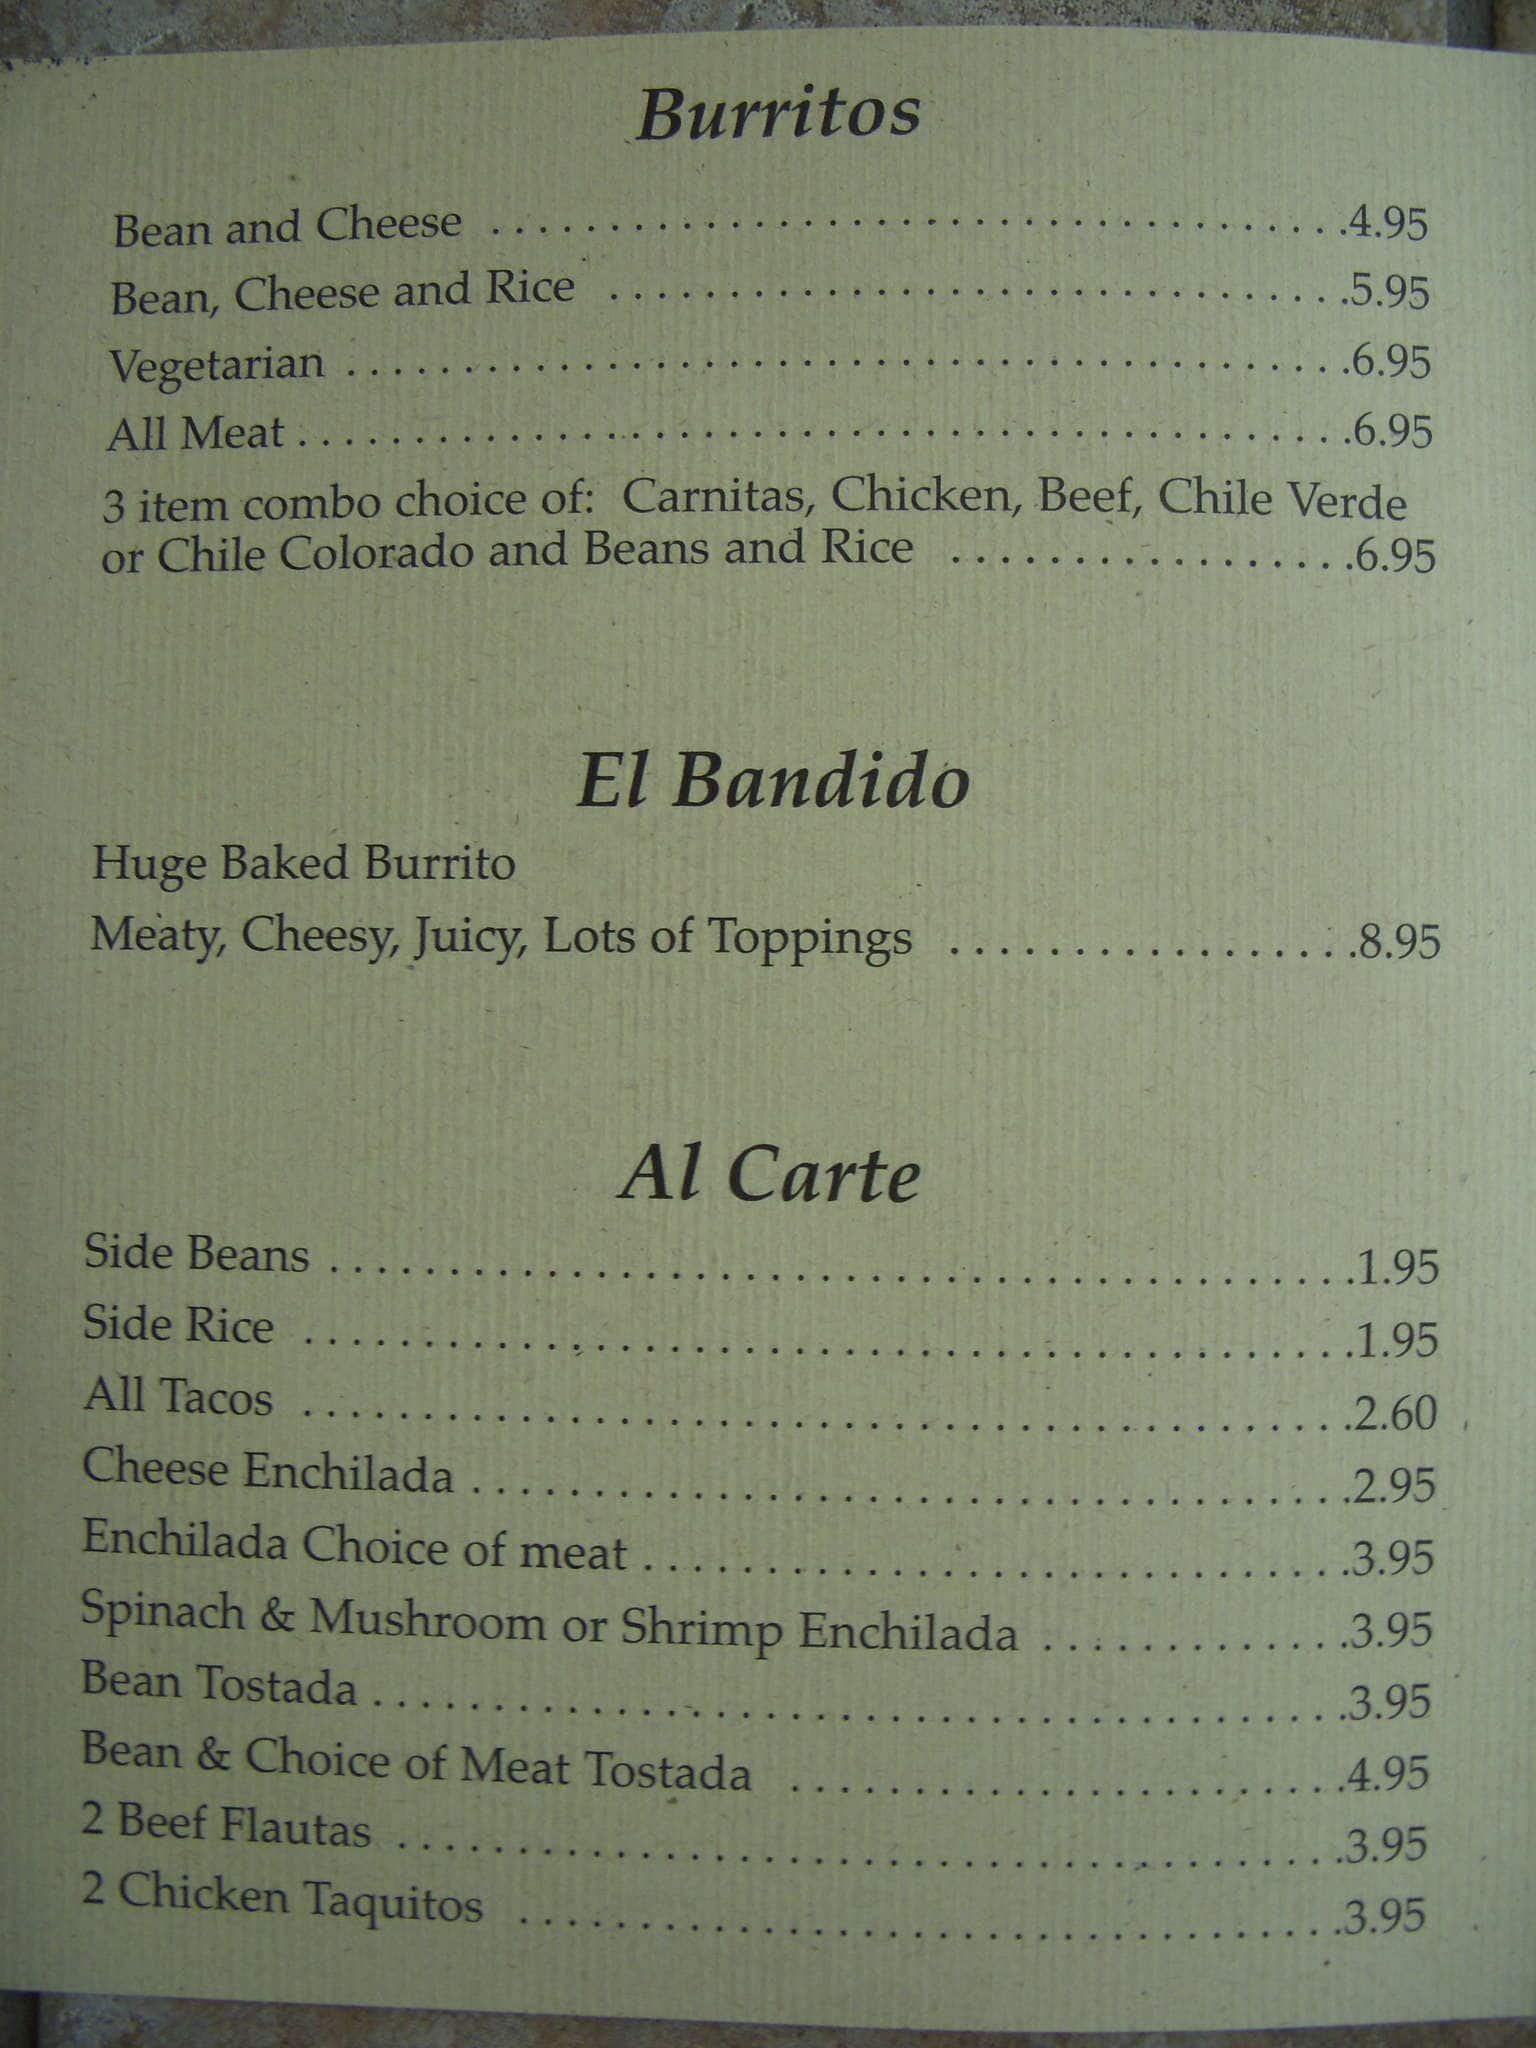 Burritos
Bean and Cheese . . . . . . . . . . . . . . . . . . . . . . . . . . . . . . . . . . . .4.95
Bean, Cheese and Rice . . . . . . . . . . . . . . . . . . . . . . . . . . . . . . .5.95
Vegetarian . . . . . . . . . . . . . . . . . . . . . . . . . . . . . . . . . . . . . . . . . .6.95
All Meat . . . . . . . . . . . . . . . . . . . . . . . . . . . . . . . . . . . . . . . . . . . .6.95
3 item combo choice of: Carnitas, Chicken, Beef, Chile Verde
or Chile Colorado and Beans and Rice . . . . . . . . . . . . . . . . .6.95
El Bandido
Huge Baked Burrito
Meaty, Cheesy, Juicy, Lots of Toppings . . . . . . . . . . . . . . . . .8.95
Al Carte
Side Beans . . . . . . . . . . . . . . . . . . . . . . . . . . . . . . . . . . . . . . . . . . .1.95
Side Rice . . . . . . . . . . . . . . . . . . . . . . . . . . . . . . . . . . . . . . . . . . . .1.95
All Tacos . . . . . . . . . . . . . . . . . . . . . . . . . . . . . . . . . . . . . . . . . . . .2.60
Cheese Enchilada . . . . . . . . . . . . . . . . . . . . . . . . . . . . . . . . . . . . .2.95
Enchilada Choice of meat . . . . . . . . . . . . . . . . . . . . . . . . . . . . . .3.95
Spinach & Mushroom or Shrimp Enchilada . . . . . . . . . . . . .3.95
Bean Tostada . . . . . . . . . . . . . . . . . . . . . . . . . . . . . . . . . . . . . . . . .3.95
Bean & Choice of Meat Tostada . . . . . . . . . . . . . . . . . . . . . . . .4.95
2 Beef Flautas . . . . . . . . . . . . . . . . . . . . . . . . . . . . . . . . . . . . . . . .3.95
2 Chicken Taquitos . . . . . . . . . . . . . . . . . . . . . . . . . . . . . . . . . . .3.95